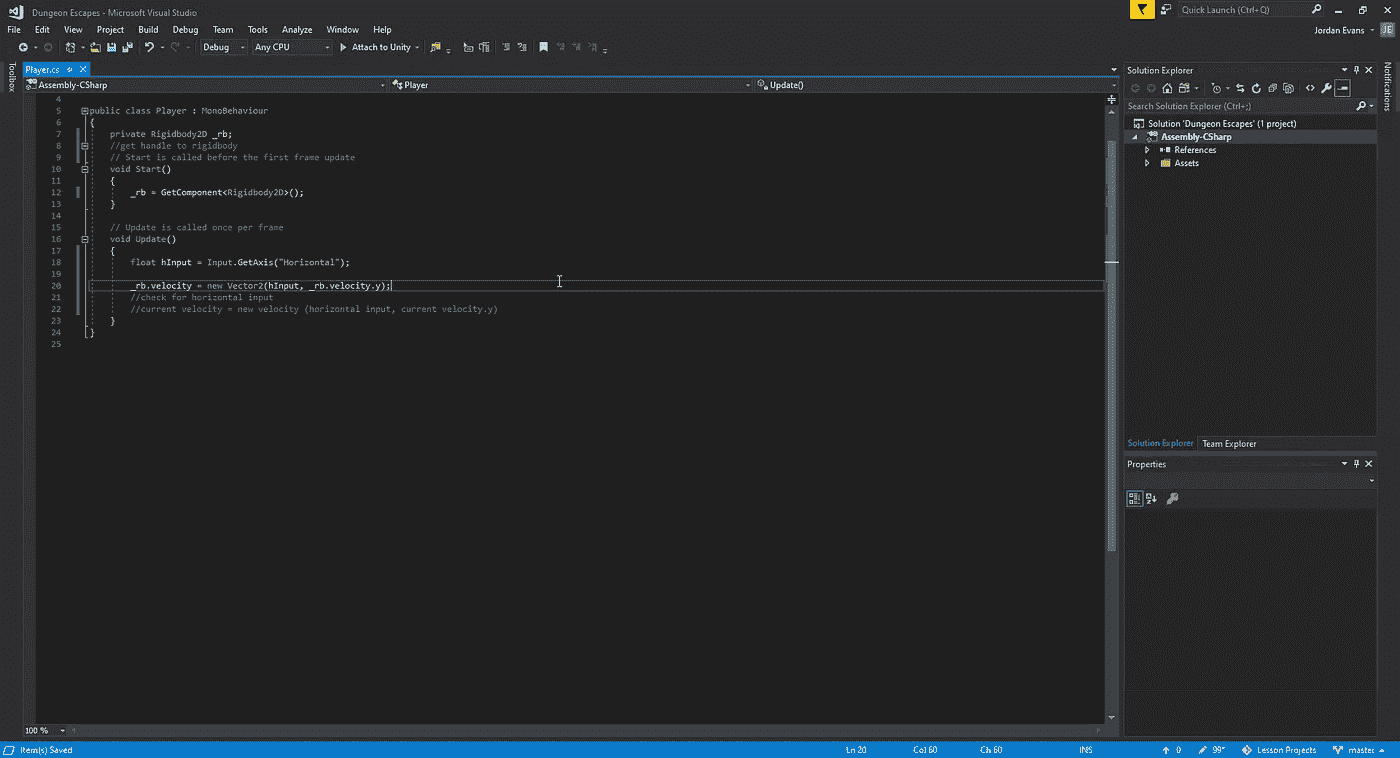 Dungeon Escapes - Microsoft Visual Studio
Quick Launch (Ctrl+Q)
File Edit View Project Build Debug Team Tools Analyze Window Help
Jordan Evans JE
Debug Any CPU Attach to Unity
Toolbox
Player.cs
Assembly-CSharp Player Update()
4
5 public class Player : MonoBehaviour
6 {
7 private Rigidbody2D _rb;
8 //get handle to rigidbody
9 // Start is called before the first frame update
10 void Start()
11 {
12 _rb = GetComponent<Rigidbody2D>();
13 }
14
15 // Update is called once per frame
16 void Update()
17 {
18 float hInput = Input.GetAxis("Horizontal");
19
20 _rb.velocity = new Vector2(hInput, _rb.velocity.y);
21 //check for horizontal input
22 //current velocity = new velocity (horizontal input, current velocity.y)
23 }
24 }
25
100 %
Solution Explorer
Search Solution Explorer (Ctrl+;)
Solution 'Dungeon Escapes' (1 project)
Assembly-CSharp
References
Assets
Solution Explorer Team Explorer
Properties
Notifications
Item(s) Saved Ln 20 Col 60 Ch 60 INS 0 99* Lesson Projects master